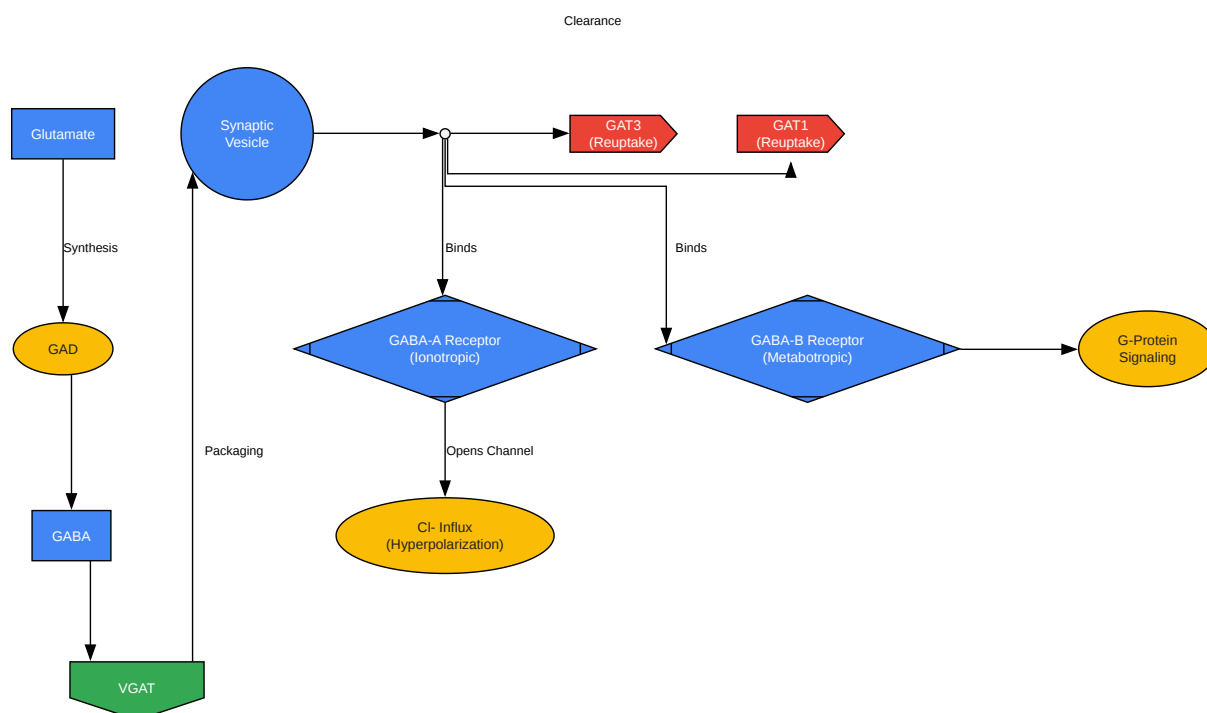 Clearance
Glutamate
Synaptic
Vesicle
GAT3
(Reuptake)
GAT1
(Reuptake)
Synthesis
Binds
Binds
GAD
GABA-A Receptor
(Ionotropic)
GABA-B Receptor
(Metabotropic)
G-Protein
Signaling
Packaging
Opens Channel
GABA
Cl- Influx
(Hyperpolarization)
VGAT